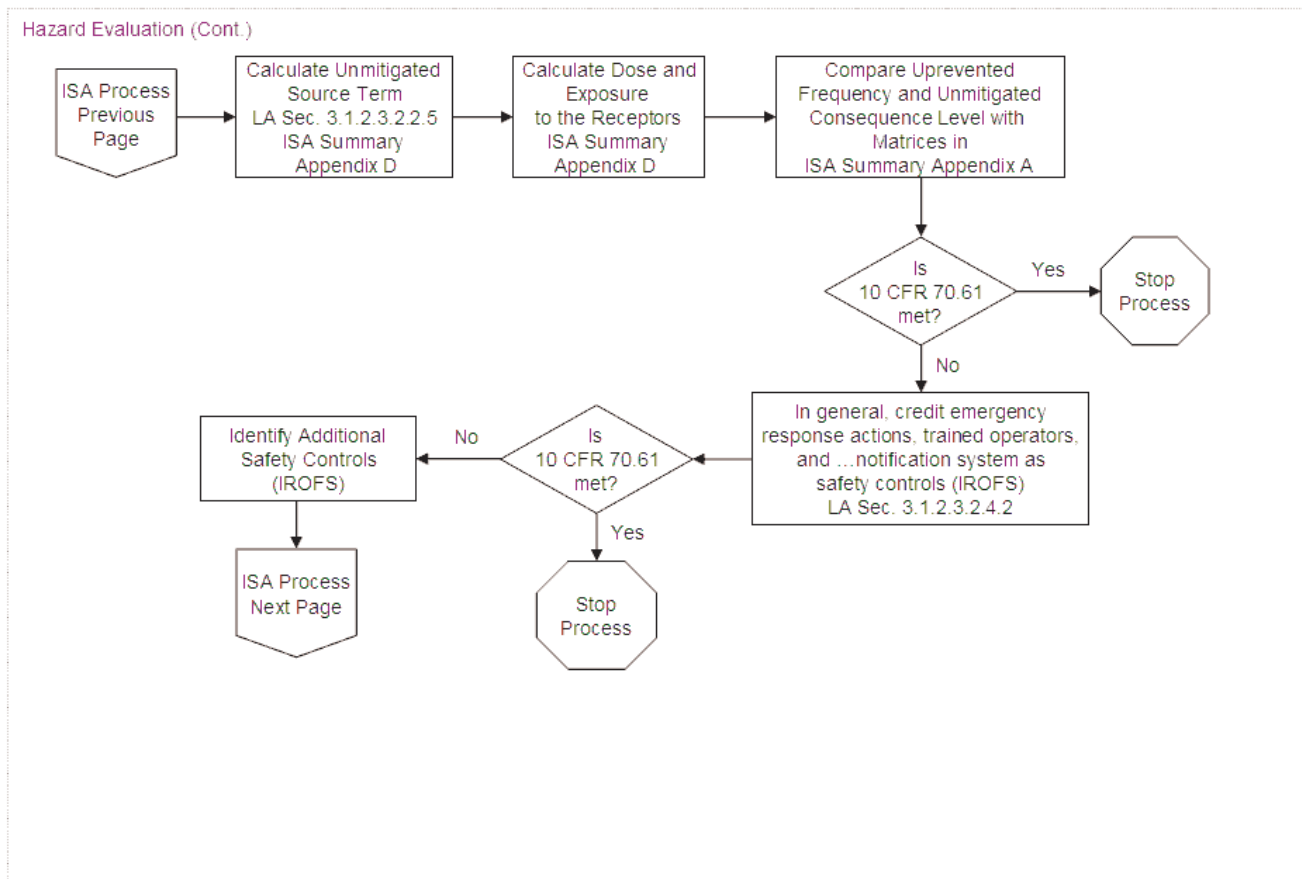 Hazard Evaluation (Cont.)
ISA Process
Previous
Page
Calculate Unmitigated
Source Term
LA Sec. 3.1.2.3.2.2.5
ISA Summary
Appendix D
Calculate Dose and
Exposure
to the Receptors
ISA Summary
Appendix D
Compare Uprevented
Frequency and Unmitigated
Consequence Level with
Matrices in
ISA Summary Appendix A
Is
10 CFR 70.61
met?
Yes
Stop
Process
No
In general, credit emergency
response actions, trained operators,
and ...notification system as
safety controls (IROFS)
LA Sec. 3.1.2.3.2.4.2
Is
10 CFR 70.61
met?
No
Identify Additional
Safety Controls
(IROFS)
Yes
ISA Process
Next Page
Stop
Process